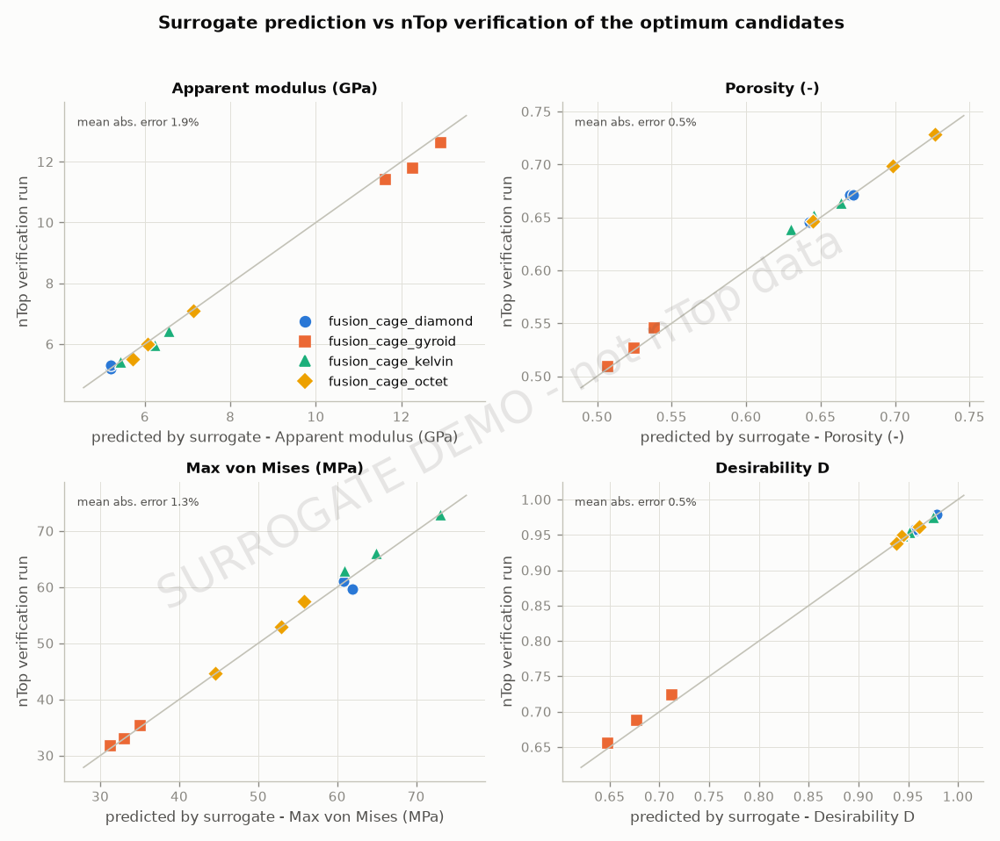 Surrogate prediction vs nTop verification of the optimum candidates
Apparent modulus (GPa)
mean abs. error 1.9%
nTop verification run
12
10
8
6
6
8
10
12
predicted by surrogate - Apparent modulus (GPa)
fusion_cage_diamond
fusion_cage_gyroid
fusion_cage_kelvin
fusion_cage_octet
Porosity (-)
mean abs. error 0.5%
nTop verification run
0.75
0.70
0.65
0.60
0.55
0.50
0.50
0.55
0.60
0.65
0.70
0.75
predicted by surrogate - Porosity (-)
Max von Mises (MPa)
mean abs. error 1.3%
nTop verification run
70
60
50
40
30
30
40
50
60
70
predicted by surrogate - Max von Mises (MPa)
Desirability D
mean abs. error 0.5%
nTop verification run
1.00
0.95
0.90
0.85
0.80
0.75
0.70
0.65
0.65
0.70
0.75
0.80
0.85
0.90
0.95
1.00
predicted by surrogate - Desirability D
SURROGATE DEMO - not nTop data